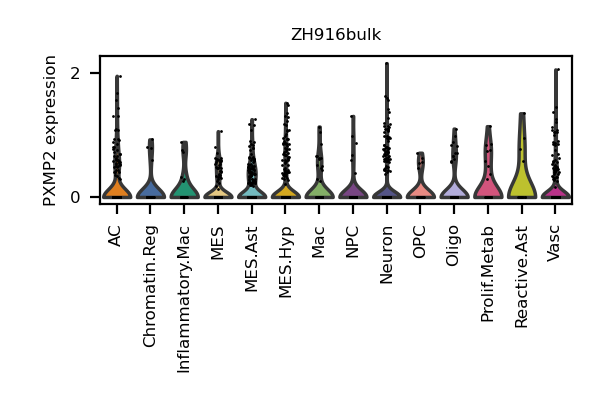 ZH916bulk
PXMP2 expression
2
0
AC
Chromatin.Reg
Inflammatory.Mac
MES
MES.Ast
MES.Hyp
Mac
NPC
Neuron
OPC
Oligo
Prolif.Metab
Reactive.Ast
Vasc